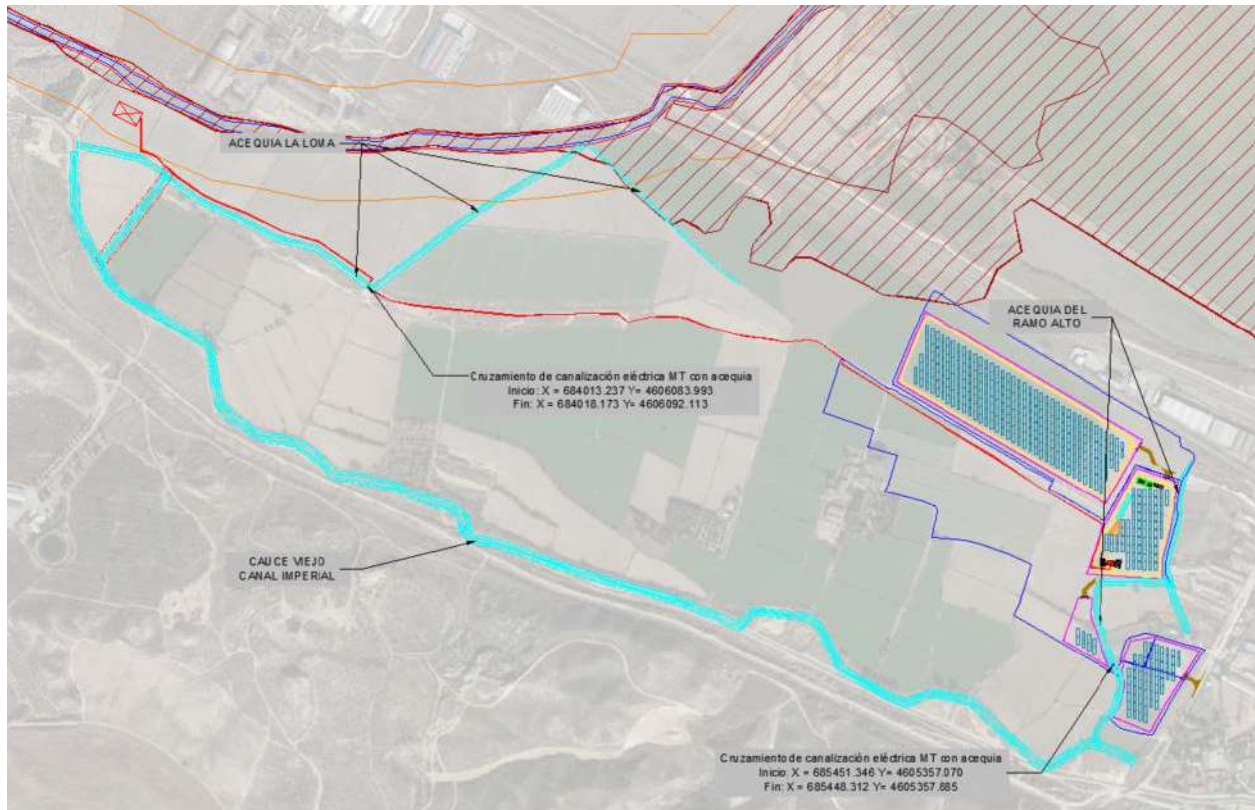 ACEQUIA LA LOMA
ACEQUIA DEL
RAMO ALTO
Cruzamiento de canalización eléctrica MT con acequia
Inicio: X = 684013.237 Y= 4606083.993
Fin: X = 684018.173 Y= 4606092.113
CAUCE VIEJO
CANAL IMPERIAL
Cruzamiento de canalización eléctrica MT con acequia
Inicio: X = 685451.346 Y= 4605357.070
Fin: X = 685448.312 Y= 4605357.885